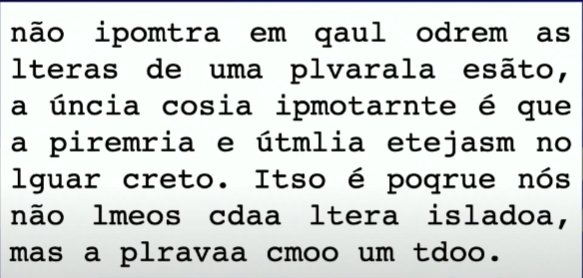 não ipomtra em qaul odrem as
lteras de uma plvarala esãto,
a úncia cosia ipmotarnte é que
a piremria e útmlia etejasm no
lguar creto. Itso é poqrue nós
não lmeos cdaa ltera isladoa,
mas a plravaa cmoo um tdoo.